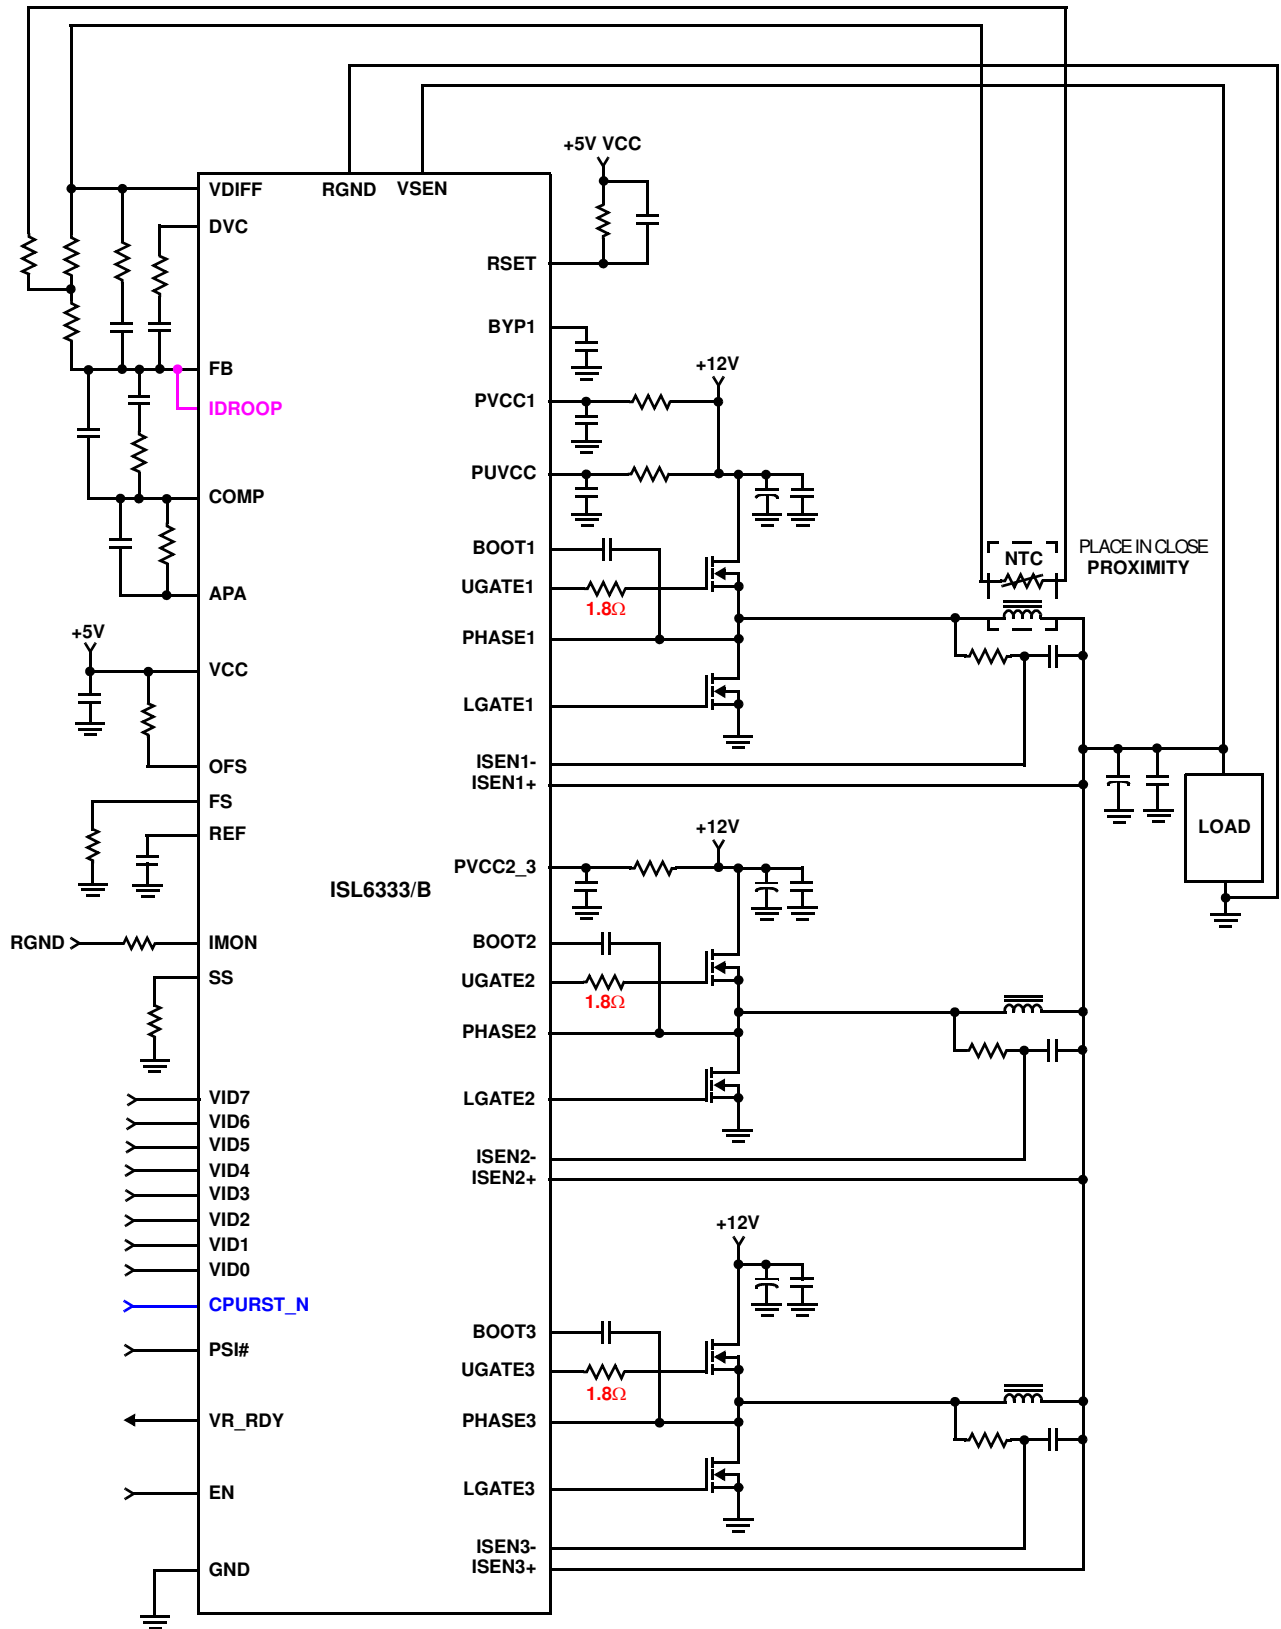 +5V VCC
VDIFF
RGND
VSEN
DVC
RSET
BYP1
+12V
FB
PVCC1
IDROOP
PUVCC
COMP
BOOT1
PLACE IN CLOSE
PROXIMITY
NTC
UGATE1
APA
1.8Ω
+5V
PHASE1
VCC
LGATE1
OFS
ISEN1-
ISEN1+
FS
REF
+12V
LOAD
PVCC2_3
ISL6333/B
RGND
IMON
BOOT2
SS
UGATE2
1.8Ω
PHASE2
VID7
LGATE2
VID6
VID5
ISEN2-
VID4
ISEN2+
VID3
VID2
+12V
VID1
VID0
CPURST_N
BOOT3
PSI#
UGATE3
1.8Ω
VR_RDY
PHASE3
EN
LGATE3
ISEN3-
ISEN3+
GND